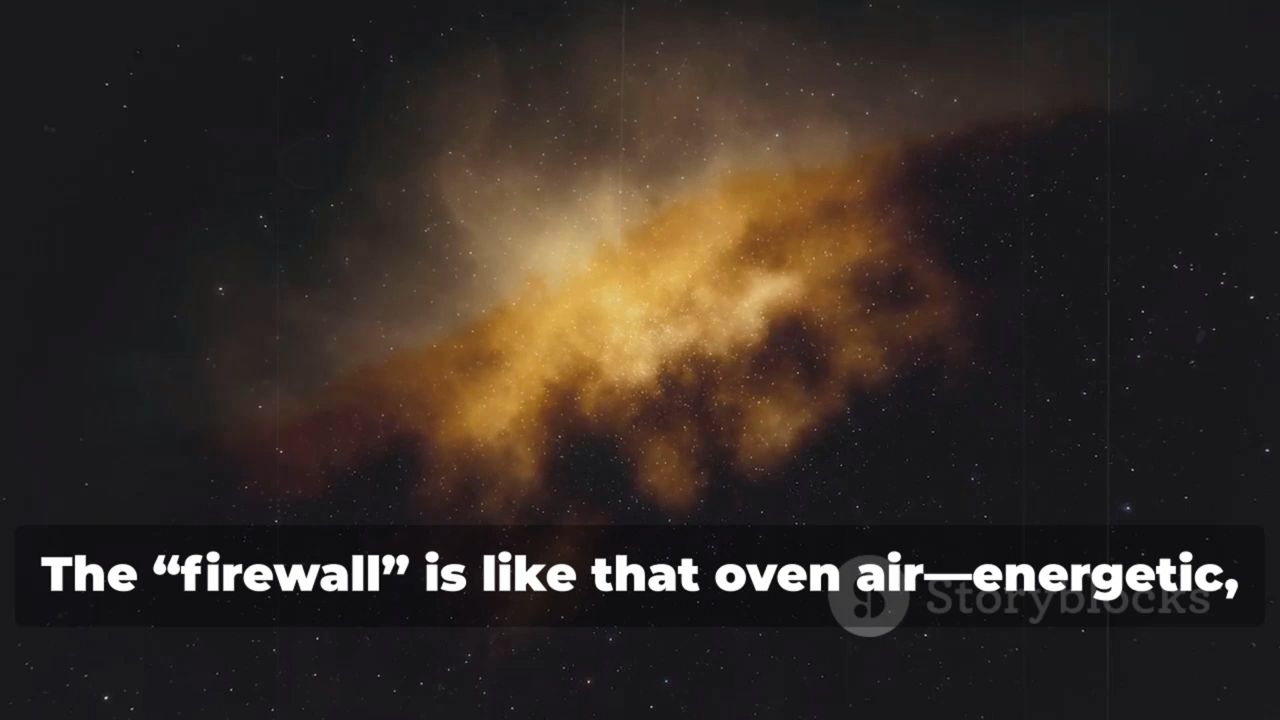 The “firewall” is like that oven air—energetic,
Storyblocks